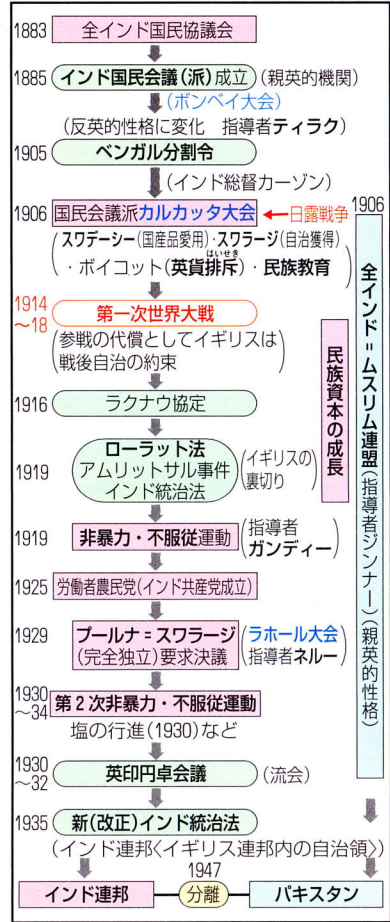 1883 全インド国民協議会
1885 インド国民会議(派)成立 (親英的機関)
(ボンベイ大会)
(反英的性格に変化 指導者ティラク)
1905 ベンガル分割令
(インド総督カーゾン)
1906 国民会議派カルカッタ大会 ←日露戦争 1906
(スワデーシー(国産品愛用)・スワラージ(自治獲得)
はいせき
・ボイコット(英貨排斥)・民族教育)
1914
~18 第一次世界大戦
(参戦の代償としてイギリスは
戦後自治の約束)
1916 ラクナウ協定
ローラット法
1919 アムリットサル事件
インド統治法
(イギリスの
裏切り)
民族資本の成長
全インド=ムスリム連盟(指導者ジンナー)(親英的性格)
1919 非暴力・不服従運動
(指導者
ガンディー)
1925 労働者農民党(インド共産党成立)
1929 プールナ=スワラージ
(完全独立)要求決議
(ラホール大会
指導者ネルー)
1930
~34 第2次非暴力・不服従運動
塩の行進(1930)など
1930
~32 英印円卓会議 (流会)
1935 新(改正)インド統治法
(インド連邦〈イギリス連邦内の自治領〉)
1947
インド連邦 分離 パキスタン